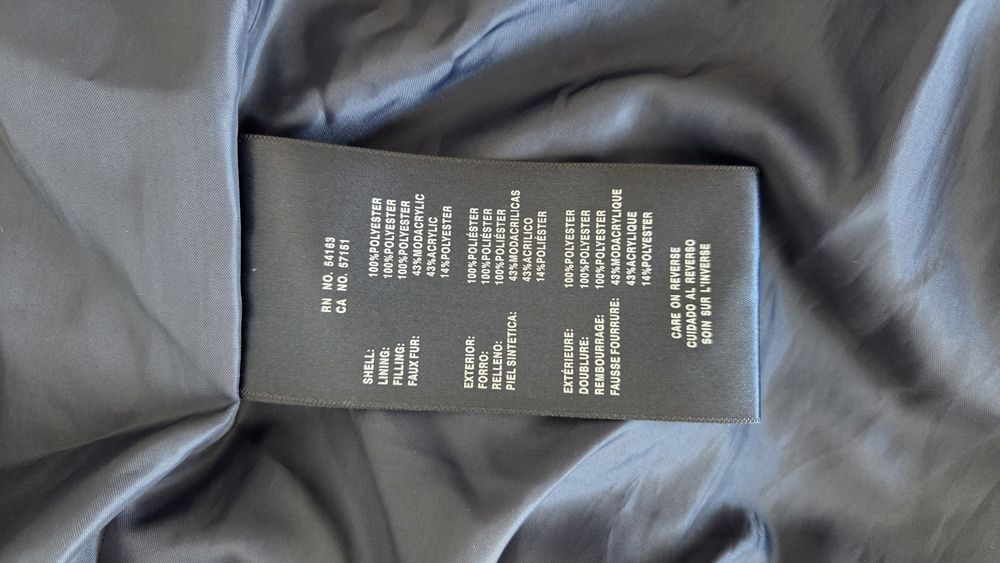 RN NO. 54163
CA NO. 57151
SHELL: 100%POLYESTER
LINING: 100%POLYESTER
FILLING: 100%POLYESTER
FAUX FUR: 43%MODACRYLIC
43%ACRYLIC
14%POLYESTER
EXTERIOR: 100%POLIÉSTER
FORRO: 100%POLIÉSTER
RELLENO: 100%POLIÉSTER
PIEL SINTETICA: 43%MODACRILICAS
43%ACRILICO
14%POLIÉSTER
EXTÉRIEURE: 100%POLYESTER
DOUBLURE: 100%POLYESTER
REMBOURRAGE: 100%POLYESTER
FAUSSE FOURRURE: 43%MODACRYLIQUE
43%ACRYLIQUE
14%POLYESTER
CARE ON REVERSE
CUIDADO AL REVERSO
SOIN SUR L'INVERSE